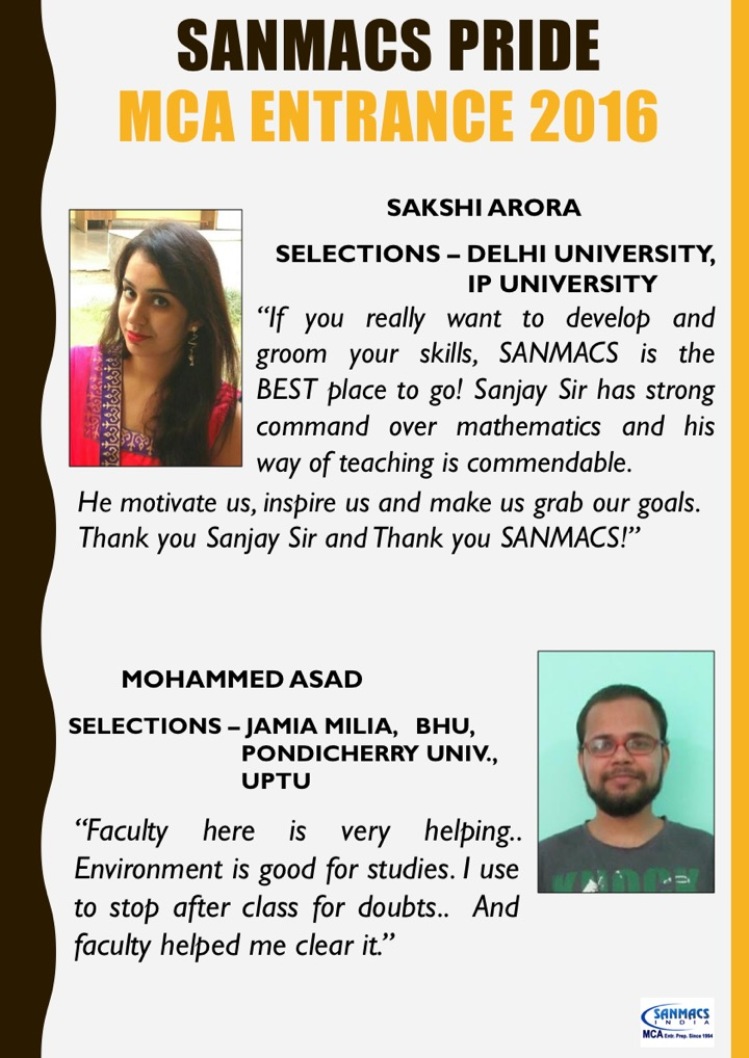 SANMACS PRIDE
MCA ENTRANCE 2016
SAKSHI ARORA
SELECTIONS – DELHI UNIVERSITY,
IP UNIVERSITY
“If you really want to develop and
groom your skills, SANMACS is the
BEST place to go! Sanjay Sir has strong
command over mathematics and his
way of teaching is commendable.
He motivate us, inspire us and make us grab our goals.
Thank you Sanjay Sir and Thank you SANMACS!”
MOHAMMED ASAD
SELECTIONS – JAMIA MILIA, BHU,
PONDICHERRY UNIV.,
UPTU
“Faculty here is very helping..
Environment is good for studies. I use
to stop after class for doubts.. And
faculty helped me clear it.”
KNOCK
SANMACS
INDIA
MCA Entr. Prep. Since 1994